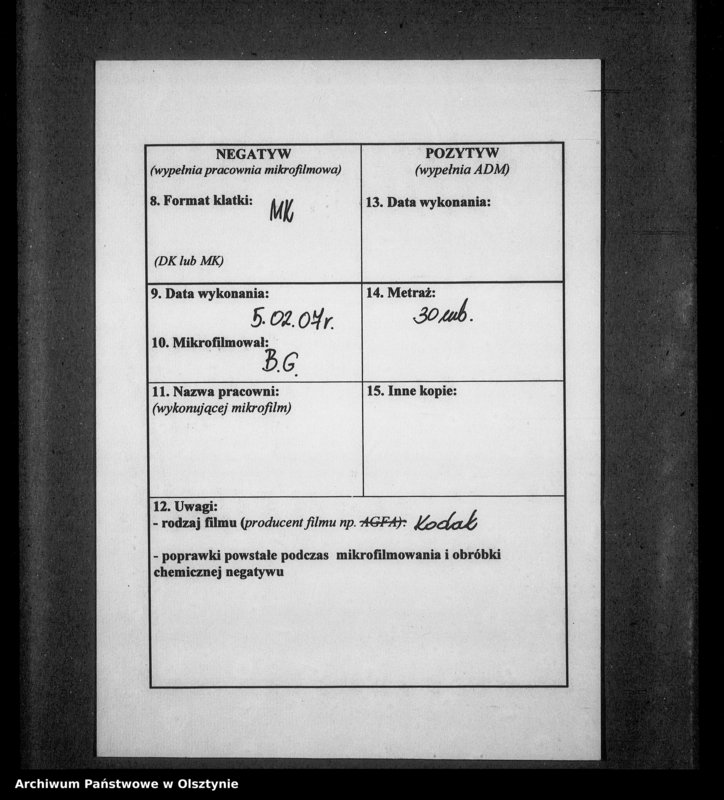 NEGATYW
(wypełnia pracownia mikrofilmowa)
8. Format klatki:
MK
(DK lub MK)
POZYTYW
(wypełnia ADM)
13. Data wykonania:
9. Data wykonania:
5.02.07r.
10. Mikrofilmował:
B.G.
14. Metraż:
30 mb.
11. Nazwa pracowni:
(wykonującej mikrofilm)
15. Inne kopie:
12. Uwagi:
- rodzaj filmu (producent filmu np. AGFA): Kodak
- poprawki powstałe podczas mikrofilmowania i obróbki
chemicznej negatywu
Archiwum Państwowe w Olsztynie